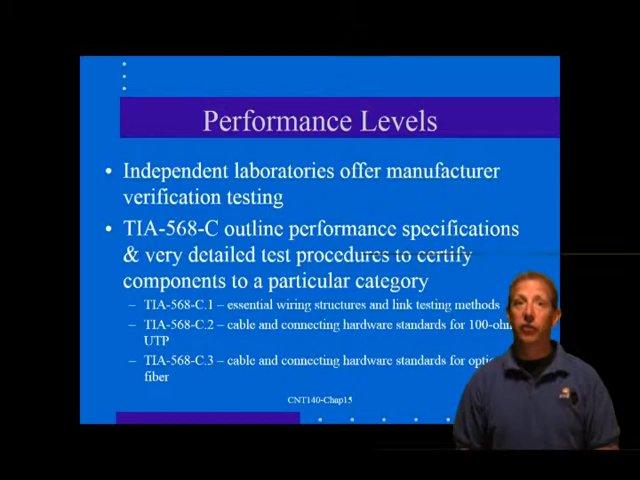 Performance Levels
• Independent laboratories offer manufacturer
verification testing
• TIA-568-C outline performance specifications
& very detailed test procedures to certify
components to a particular category
– TIA-568-C.1 – essential wiring structures and link testing methods
– TIA-568-C.2 – cable and connecting hardware standards for 100-ohm
UTP
– TIA-568-C.3 – cable and connecting hardware standards for
fiber
CNT140-Chap15